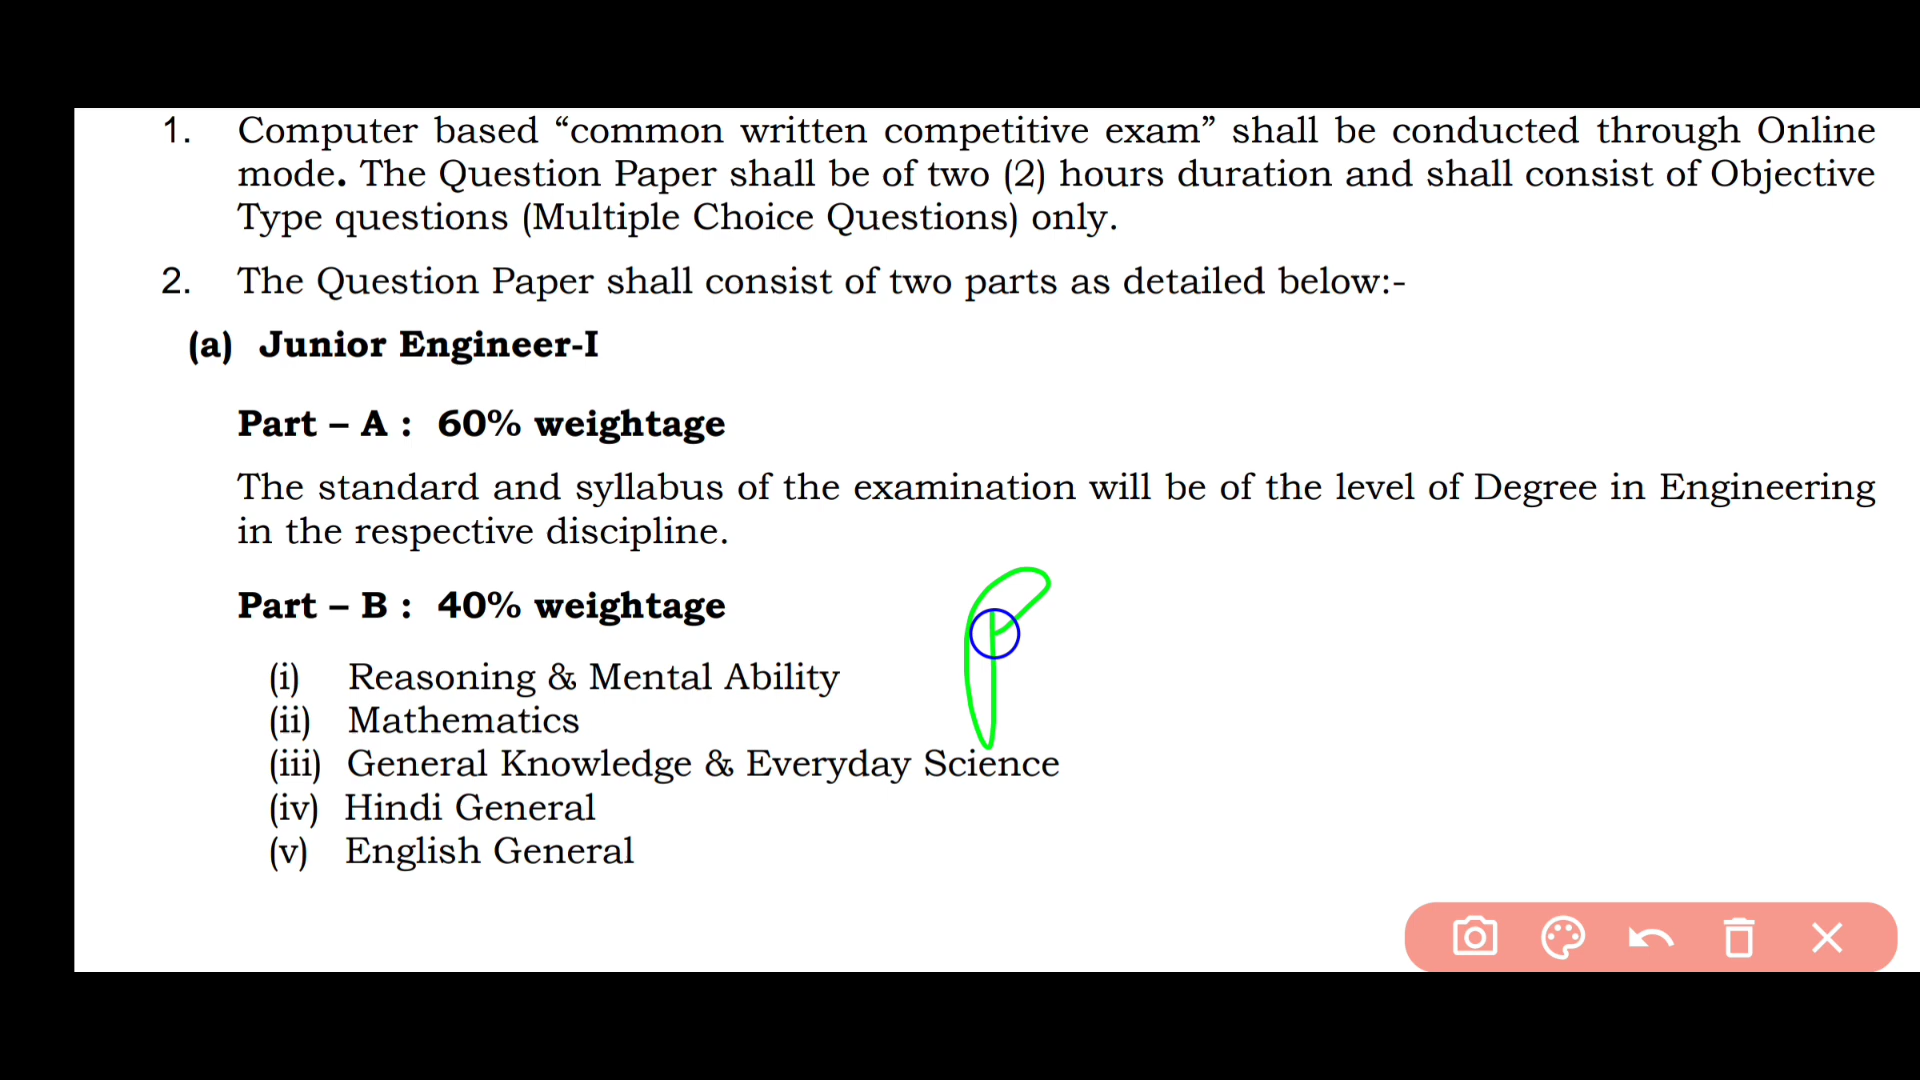 1. Computer based “common written competitive exam” shall be conducted through Online
mode. The Question Paper shall be of two (2) hours duration and shall consist of Objective
Type questions (Multiple Choice Questions) only.
2. The Question Paper shall consist of two parts as detailed below:-
(a) Junior Engineer-I
Part – A : 60% weightage
The standard and syllabus of the examination will be of the level of Degree in Engineering
in the respective discipline.
Part – B : 40% weightage
(i) Reasoning & Mental Ability
(ii) Mathematics
(iii) General Knowledge & Everyday Science
(iv) Hindi General
(v) English General